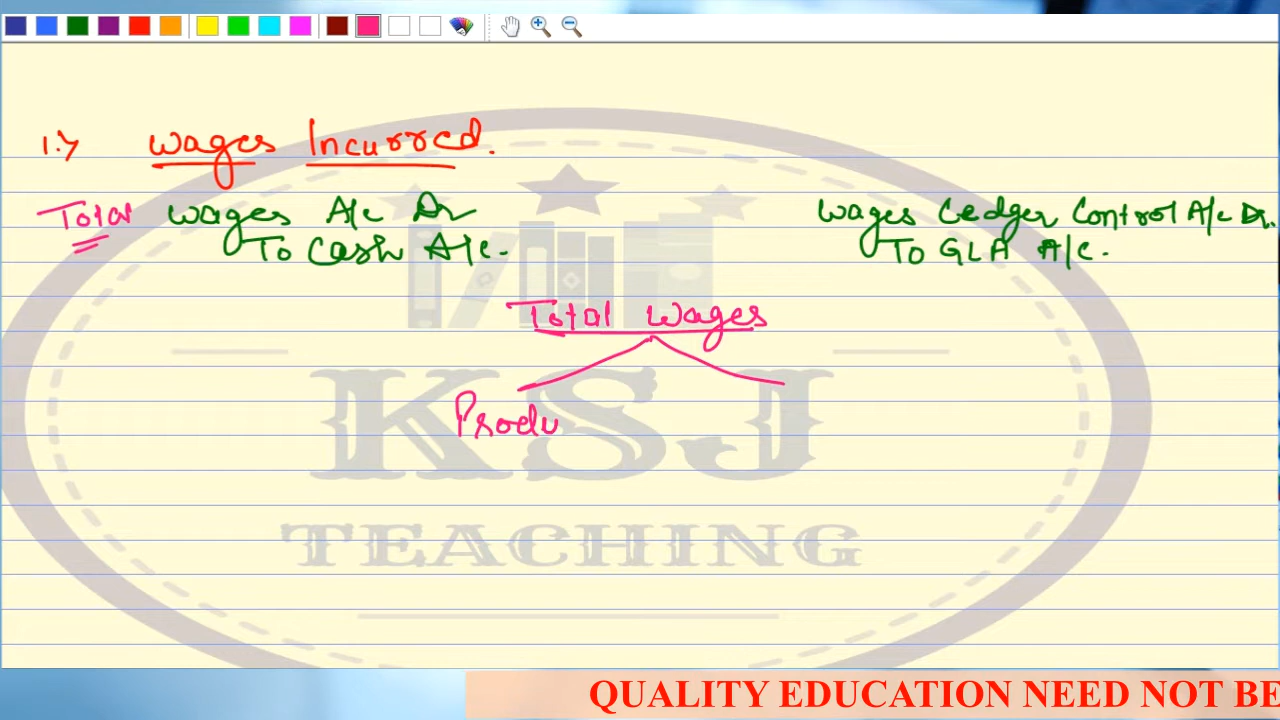 1.) Wages Incurred.
Total Wages A/c Dr
To Cash A/c.
Wages Ledger Control A/c Dr.
To GLA A/c.
Total Wages
Produ
KSJ
TEACHING
QUALITY EDUCATION NEED NOT BE